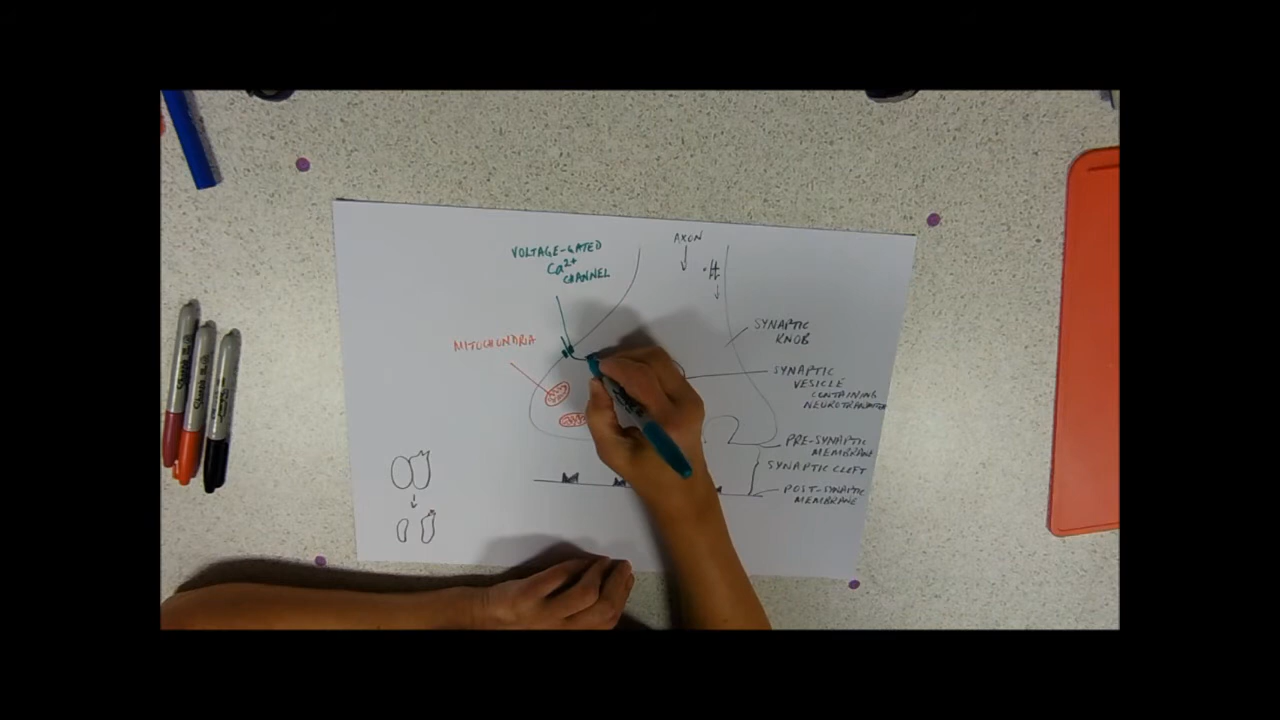 VOLTAGE-GATED
Ca2+
CHANNEL
MITOCHONDRIA
AXON
SYNAPTIC
KNOB
SYNAPTIC
VESICLE
CONTAINING
PRE-SYNAPTIC
MEMBRANE
SYNAPTIC CLEFT
POST-SYNAPTIC
MEMBRANE